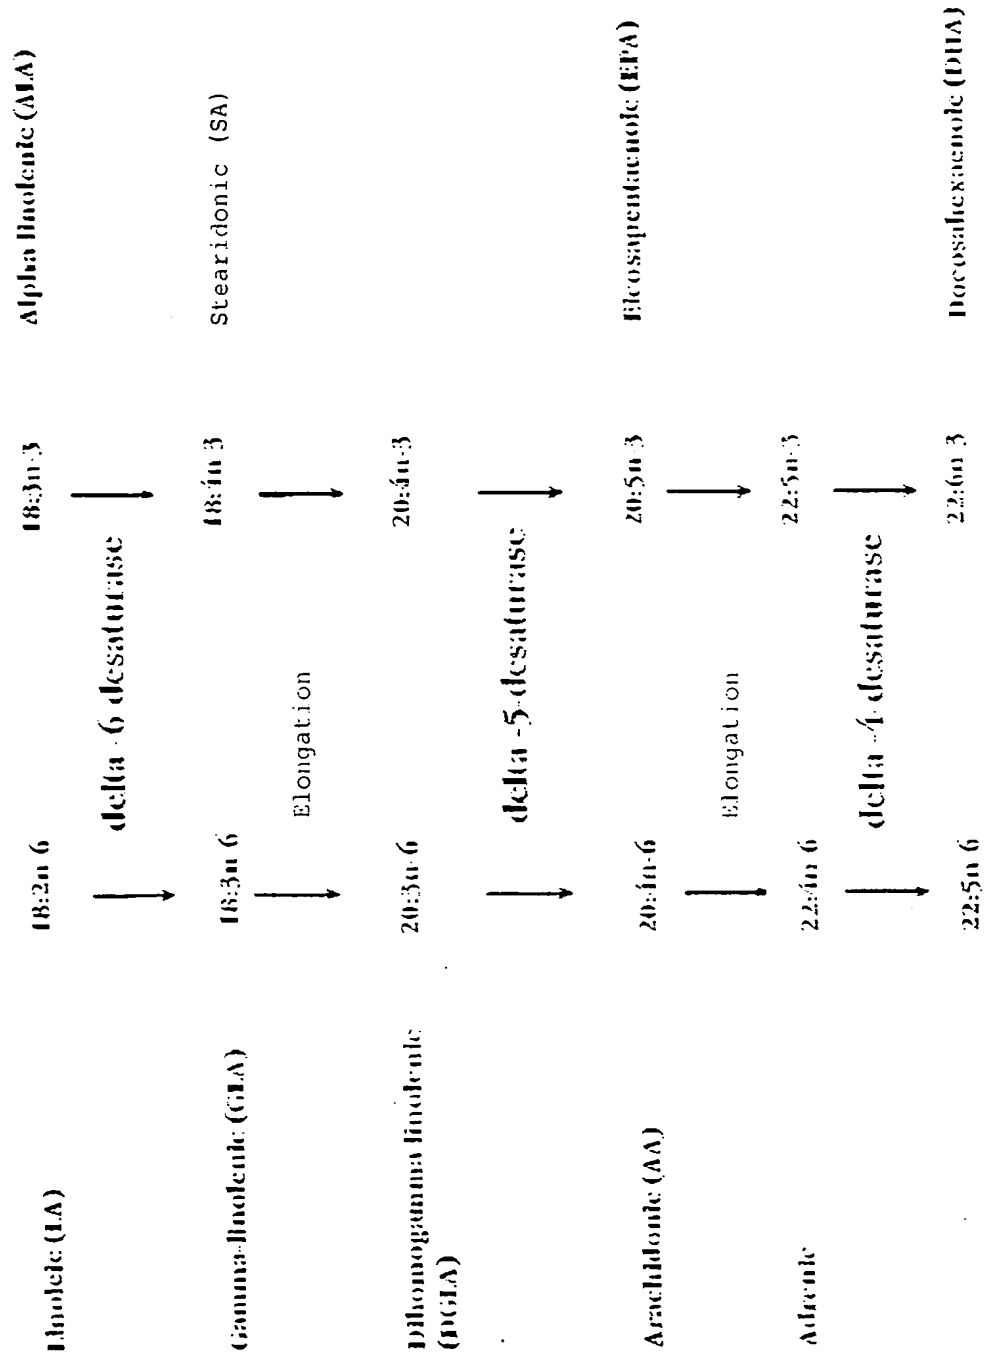 Linoleic (LA)
18:2n-6
18:3n-3
Alpha linolenic (ALA)
delta-6-desaturase
Gamma-linolenic (GLA)
18:3n-6
18:4n-3
Stearidonic (SA)
Elongation
Dihomogamma linolenic
(DGLA)
20:3n-6
20:4n-3
delta-5-desaturase
Arachidonic (AA)
20:4n-6
20:5n-3
Eicosapentaenoic (EPA)
Elongation
Adrenic
22:4n-6
22:5n-3
delta-4-desaturase
22:5n-6
22:6n-3
Docosahexaenoic (DHA)